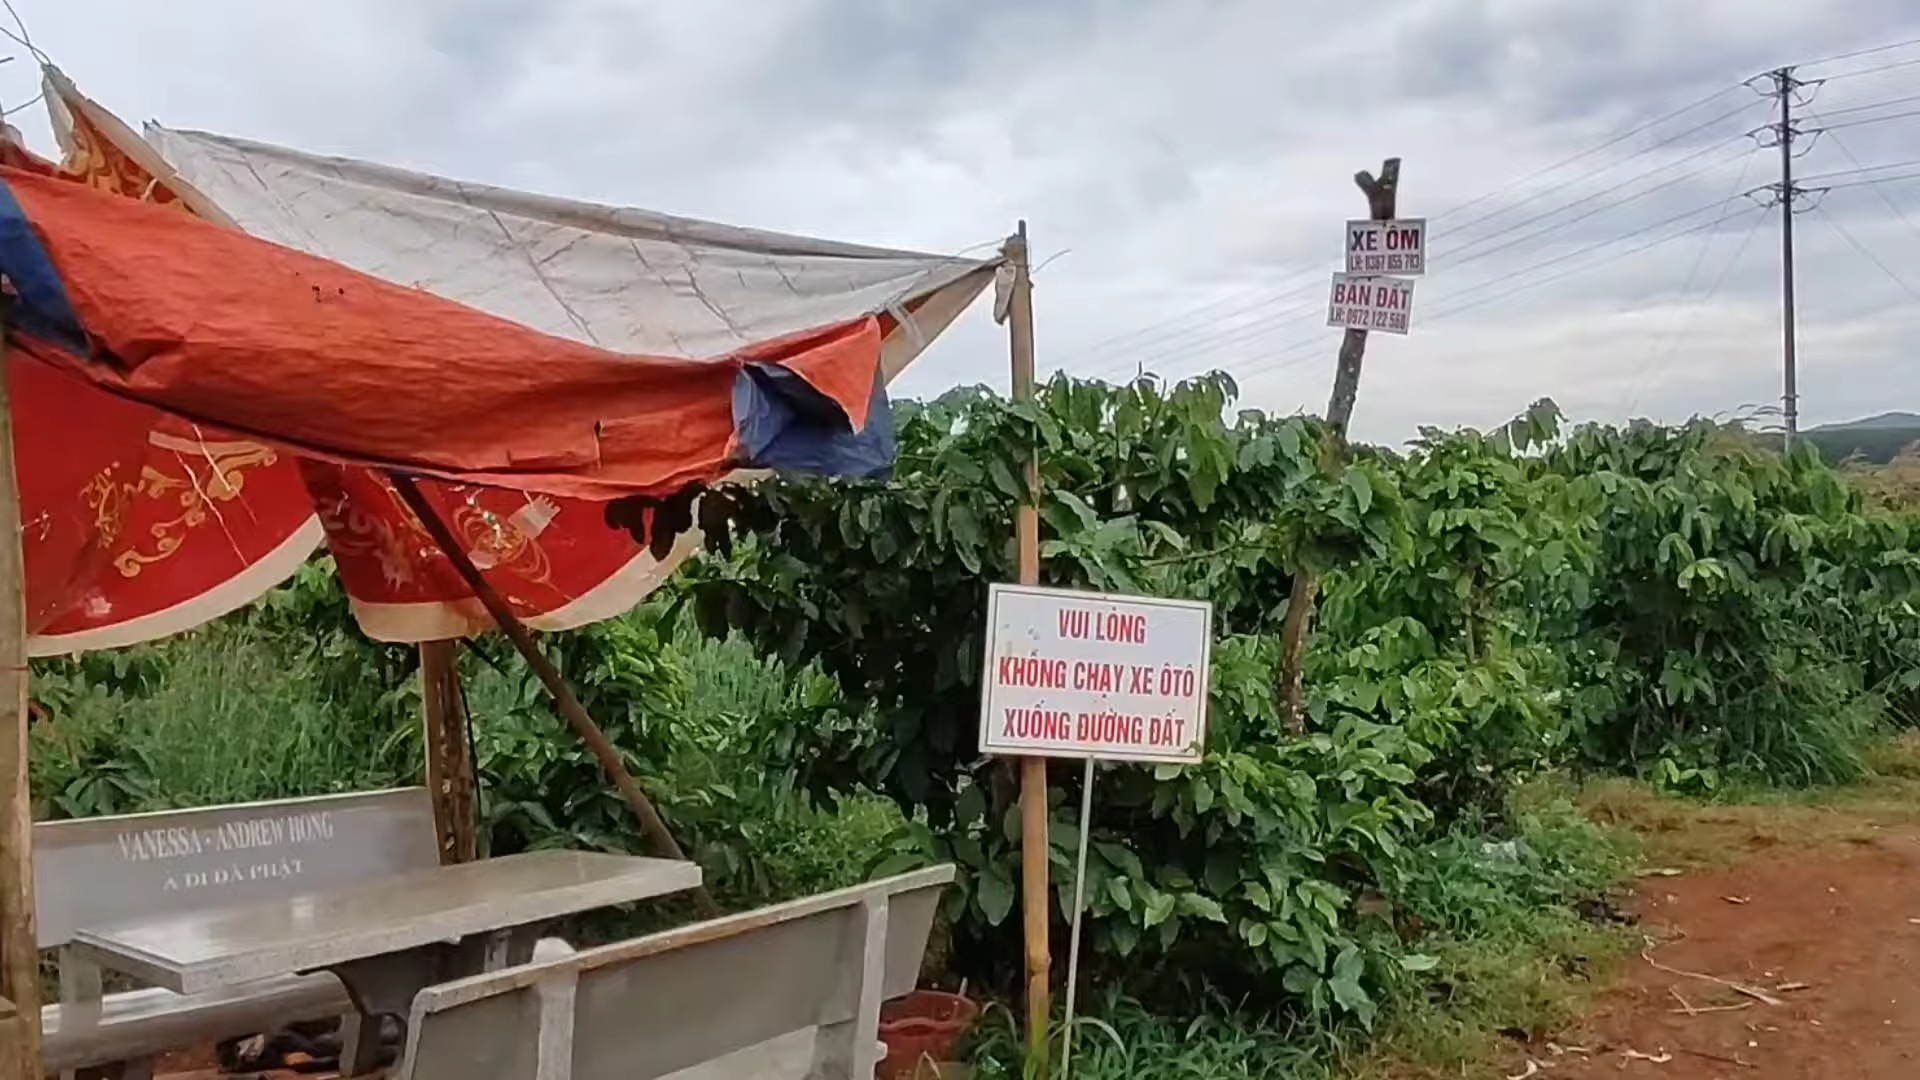 XE ÔM
LH: 0367 855 783
BÁN ĐẤT
LH: 0972 122 568
VUI LÒNG
KHÔNG CHẠY XE ÔTÔ
XUỐNG ĐƯỜNG ĐẤT
VANESSA - ANDREW HONG
A DI ĐÀ PHẬT